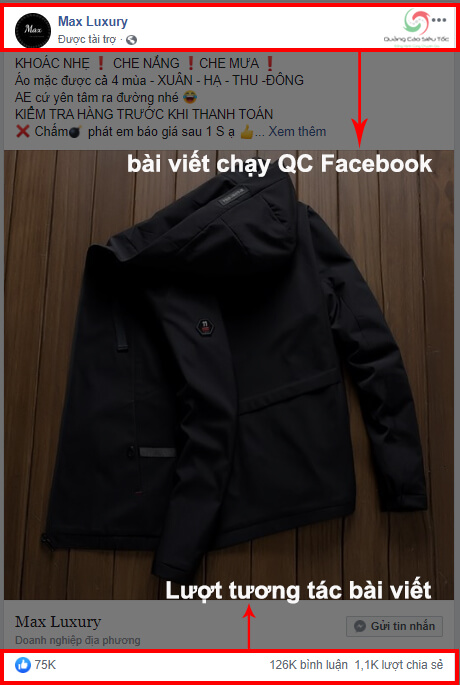 Max
Max Luxury
Được tài trợ ·
Quảng Cáo Siêu Tốc
KHOÁC NHẸ ❗ CHE NẮNG ❗CHE MƯA ❗
Áo mặc được cả 4 mùa - XUÂN - HẠ - THU -ĐÔNG
AE cứ yên tâm ra đường nhé 😂
KIỂM TRA HÀNG TRƯỚC KHI THANH TOÁN
❌ Chấm💣 phát em báo giá sau 1 S ạ 👍... Xem thêm
bài viết chạy QC Facebook
Lượt tương tác bài viết
Max Luxury
Doanh nghiệp địa phương
Gửi tin nhắn
75K
126K bình luận 1,1K lượt chia sẻ